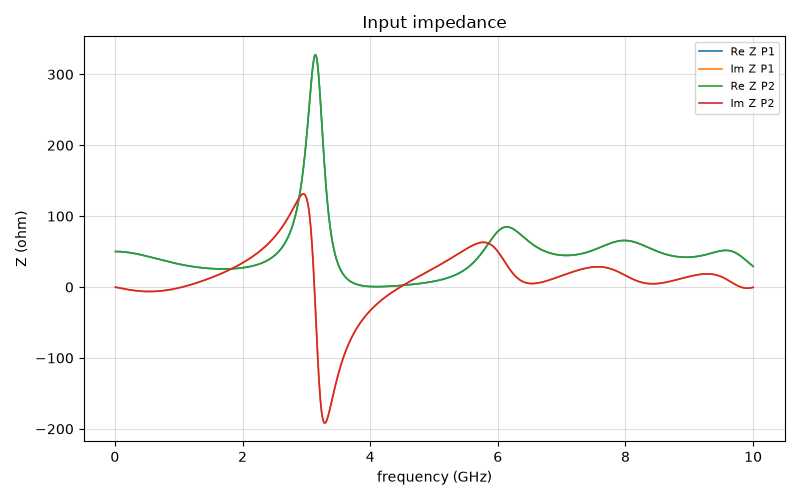 Input impedance
Re Z P1
Im Z P1
Re Z P2
Im Z P2
Z (ohm)
300
200
100
0
−100
−200
0 2 4 6 8 10
frequency (GHz)